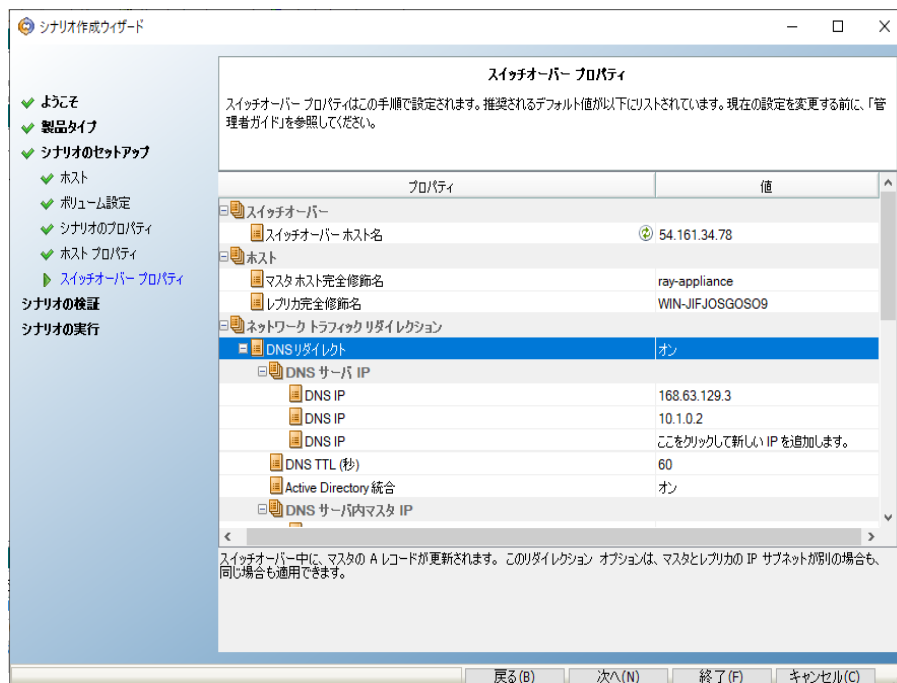 シナリオ作成ウィザード
ようこそ
製品タイプ
シナリオのセットアップ
ホスト
ボリューム設定
シナリオのプロパティ
ホスト プロパティ
スイッチオーバー プロパティ
シナリオの検証
シナリオの実行
スイッチオーバー プロパティ
スイッチオーバー プロパティはこの手順で設定されます。推奨されるデフォルト値が以下にリストされています。現在の設定を変更する前に、「管
理者ガイド」を参照してください。
プロパティ 値
スイッチオーバー
スイッチオーバー ホスト名 54.161.34.78
ホスト
マスタ ホスト完全修飾名 ray-appliance
レプリカ完全修飾名 WIN-JIFJOSGOSO9
ネットワーク トラフィック リダイレクション
DNS リダイレクト オン
DNS サーバ IP
DNS IP 168.63.129.3
DNS IP 10.1.0.2
DNS IP ここをクリックして新しい IP を追加します。
DNS TTL (秒) 60
Active Directory 統合 オン
DNS サーバ内マスタ IP
スイッチオーバー中に、マスタの A レコードが更新されます。このリダイレクション オプションは、マスタとレプリカの IP サブネットが別の場合も、
同じ場合も適用できます。
戻る(B) 次へ(N) 終了(F) キャンセル(C)